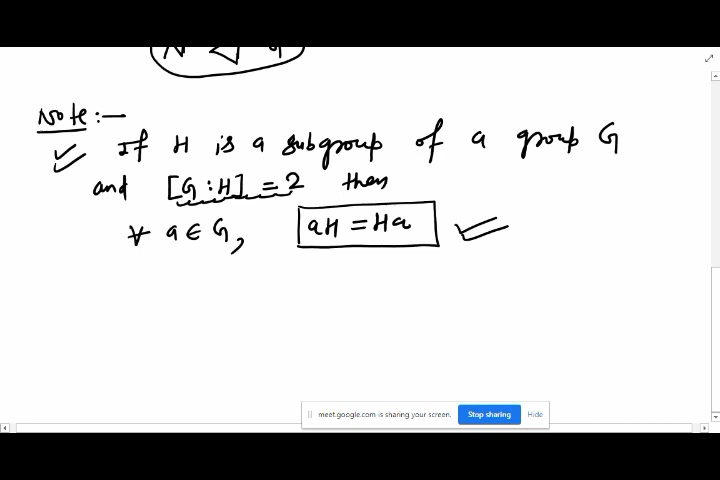 Note:—
If H is a subgroup of a group G
and [G:H] = 2 then
∀ a ∈ G, aH = Ha
meet.google.com is sharing your screen. Stop sharing Hide